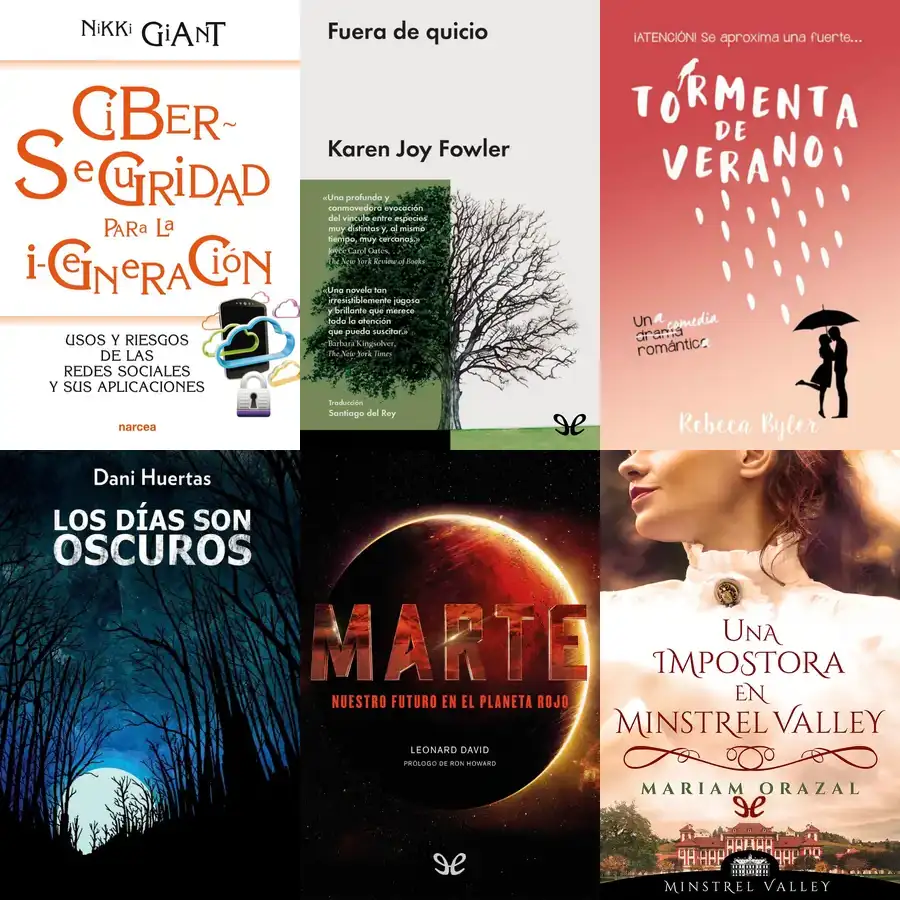 NiKKi GiANT
CiBER~
SeGURiDAD
PARa La
i-GeNeRACiÓN
USOS Y RIESGOS
DE LAS
REDES SOCIALES
Y SUS APLICACIONES
narcea
Fuera de quicio
Karen Joy Fowler
«Una profunda y
conmovedora evocación
del vínculo entre especies
muy distintas y, al mismo
tiempo, muy cercanas.»
Joyce Carol Oates,
The New York Review of Books
«Una novela tan
irresistiblemente jugosa
y brillante que merece
toda la atención
que pueda suscitar.»
Barbara Kingsolver,
The New York Times
Traducción
Santiago del Rey
¡ATENCIÓN! Se aproxima una fuerte...
TORMENTA
DE
VERANO
Una comedia
drama
romántica
Rebeca Byler
Dani Huertas
LOS DÍAS SON
OSCUROS
MARTE
NUESTRO FUTURO EN EL PLANETA ROJO
LEONARD DAVID
PRÓLOGO DE RON HOWARD
UNA
IMPOSTORA
EN
MINSTREL VALLEY
MARIAM ORAZAL
MINSTREL VALLEY